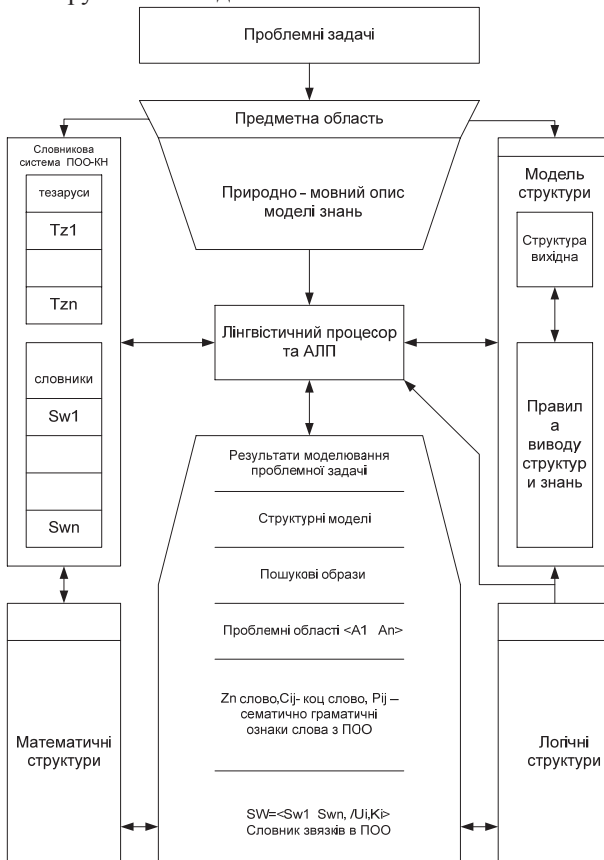 Проблемні задачі
Предметна область
Природно – мовний опис
моделі знань
Словникова
система ПОО-КН
тезаруси
Tz1
Tzn
словники
Sw1
Swn
Модель
структури
Структура
вихідна
Правил
а
виводу
структур
и знань
Лінгвістичний процесор
та АЛП
Результати моделювання
проблемної задачі
Структурні моделі
Пошукові образи
Проблемні області <A1 An>
Zn слово,Cij- коц слово, Pij –
сематично граматичні
ознаки слова з ПОО
SW=<Sw1 Swn, /Ui,Ki>
Словник звязків в ПОО
Математичні
структури
Логічні
структури